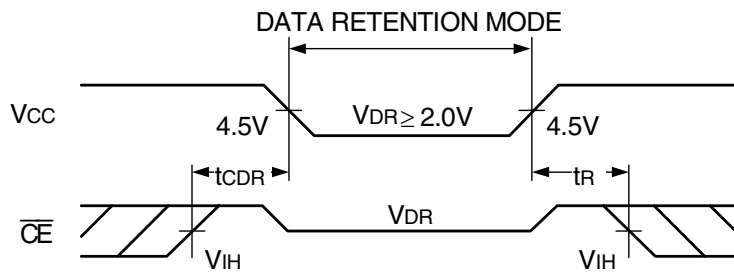 DATA RETENTION MODE
VCC
4.5V
VDR ≥ 2.0V
4.5V
tCDR
tR
CE
VDR
VIH
VIH